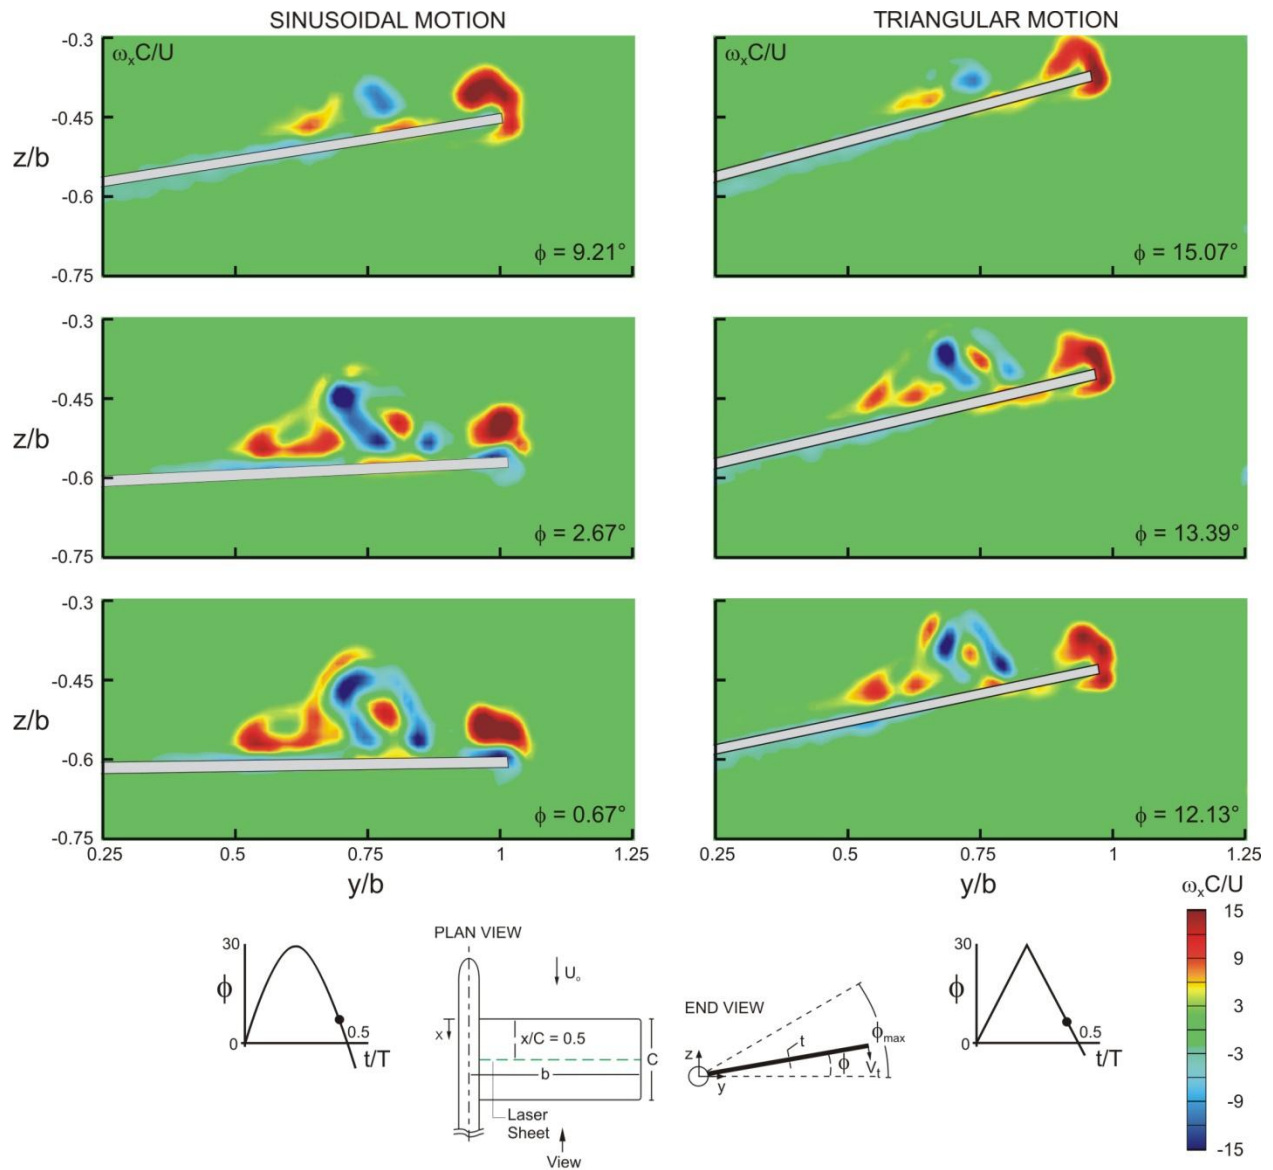 SINUSOIDAL MOTION
TRIANGULAR MOTION
-0.3
ωₓC/U
ωₓC/U
-0.45
z/b
-0.6
ϕ = 9.21°
ϕ = 15.07°
-0.75
-0.3
-0.45
z/b
-0.6
ϕ = 2.67°
ϕ = 13.39°
-0.75
-0.3
-0.45
z/b
-0.6
ϕ = 0.67°
ϕ = 12.13°
-0.75
0.25 0.5 0.75 1 1.25
0.25 0.5 0.75 1 1.25
y/b
y/b
30
ϕ
0
0.5
t/T
PLAN VIEW
U₀
x
x/C = 0.5
C
b
Laser
Sheet
View
END VIEW
z
y
t
ϕ
ϕmax
Vₜ
30
ϕ
0
0.5
t/T
ωₓC/U
15
9
3
-3
-9
-15